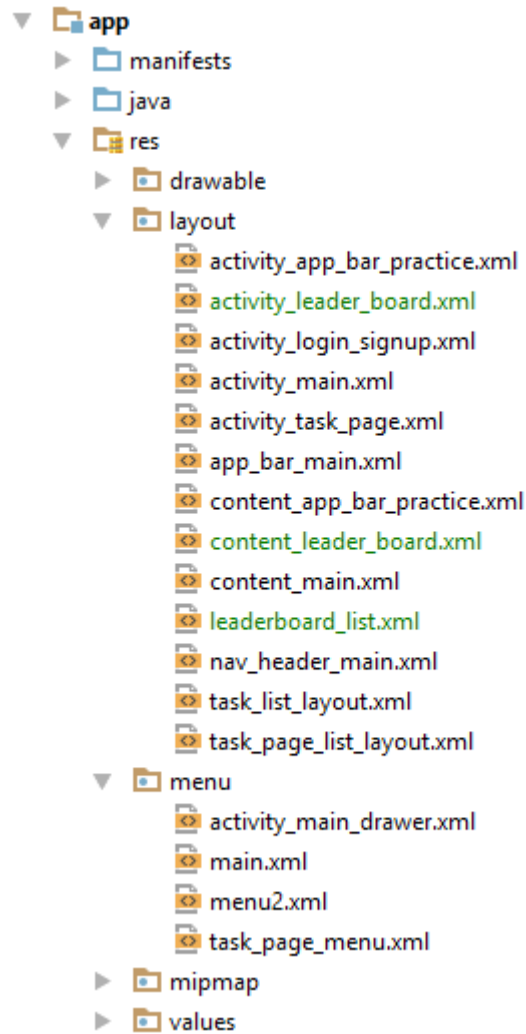 app
manifests
java
res
drawable
layout
activity_app_bar_practice.xml
activity_leader_board.xml
activity_login_signup.xml
activity_main.xml
activity_task_page.xml
app_bar_main.xml
content_app_bar_practice.xml
content_leader_board.xml
content_main.xml
leaderboard_list.xml
nav_header_main.xml
task_list_layout.xml
task_page_list_layout.xml
menu
activity_main_drawer.xml
main.xml
menu2.xml
task_page_menu.xml
mipmap
values